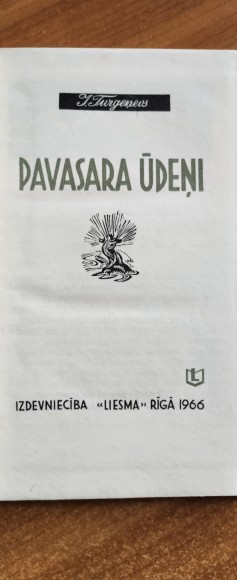 I. Turgeņevs
PAVASARA ŪDEŅI
L
IZDEVNIECĪBA «LIESMA» RĪGĀ 1966